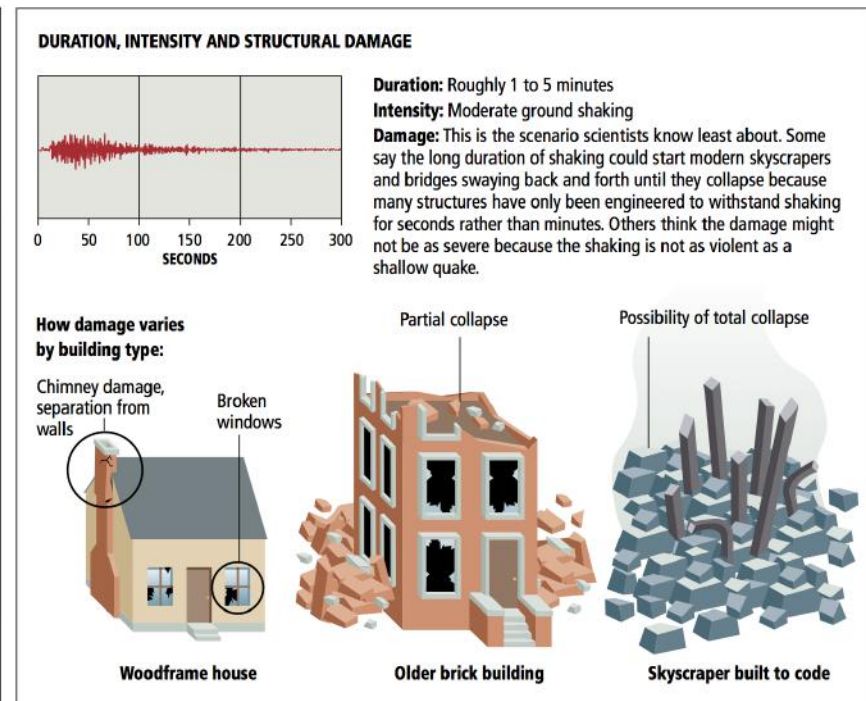 DURATION, INTENSITY AND STRUCTURAL DAMAGE
0 50 100 150 200 250 300
SECONDS
Duration: Roughly 1 to 5 minutes
Intensity: Moderate ground shaking
Damage: This is the scenario scientists know least about. Some
say the long duration of shaking could start modern skyscrapers
and bridges swaying back and forth until they collapse because
many structures have only been engineered to withstand shaking
for seconds rather than minutes. Others think the damage might
not be as severe because the shaking is not as violent as a
shallow quake.
How damage varies
by building type:
Chimney damage,
separation from
walls
Broken
windows
Woodframe house
Partial collapse
Older brick building
Possibility of total collapse
Skyscraper built to code